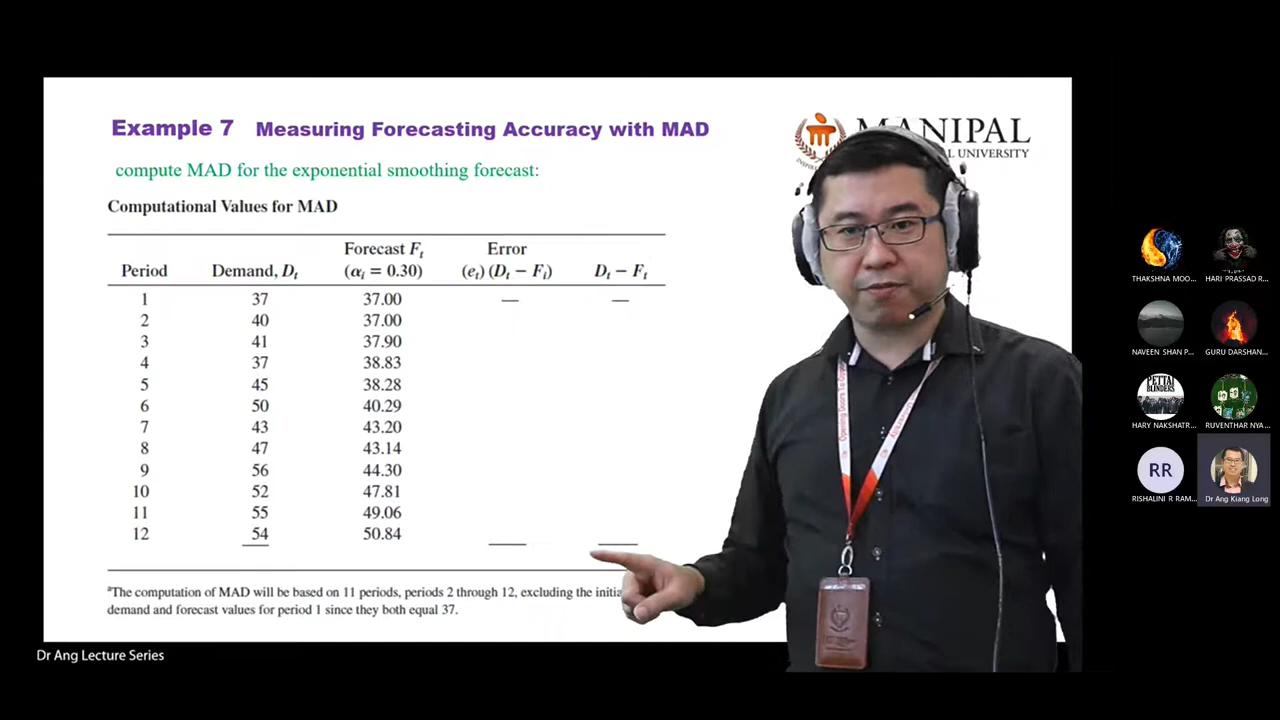 Example 7 Measuring Forecasting Accuracy with MAD
MANIPAL
UNIVERSITY
compute MAD for the exponential smoothing forecast:
Computational Values for MAD
Forecast Fₜ Error
Period Demand, Dₜ (α = 0.30) (eₜ) (Dₜ − Fₜ) Dₜ − Fₜ
1 37 37.00 — —
2 40 37.00
3 41 37.90
4 37 38.83
5 45 38.28
6 50 40.29
7 43 43.20
8 47 43.14
9 56 44.30
10 52 47.81
11 55 49.06
12 54 50.84
ᵃThe computation of MAD will be based on 11 periods, periods 2 through 12, excluding the
demand and forecast values for period 1 since they both equal 37.
Dr Ang Lecture Series
THAKSHNA MOO...
HARI PRASSAD R...
NAVEEN SHAN P...
GURU DARSHAN...
PETTAI
BLINDERS
HARY NAKSHATR...
RUVENTHAR NYA...
RR
RISHALINI R RAM...
Dr Ang Kiang Long